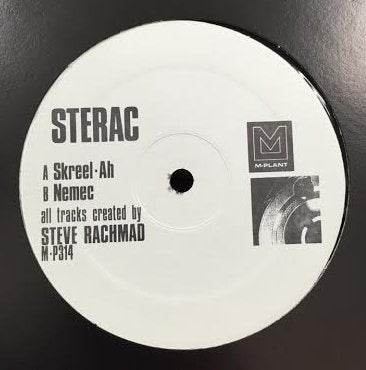 STERAC
A Skreel·Ah
B Nemec
all tracks created by
STEVE RACHMAD
M·P314
M-PLANT